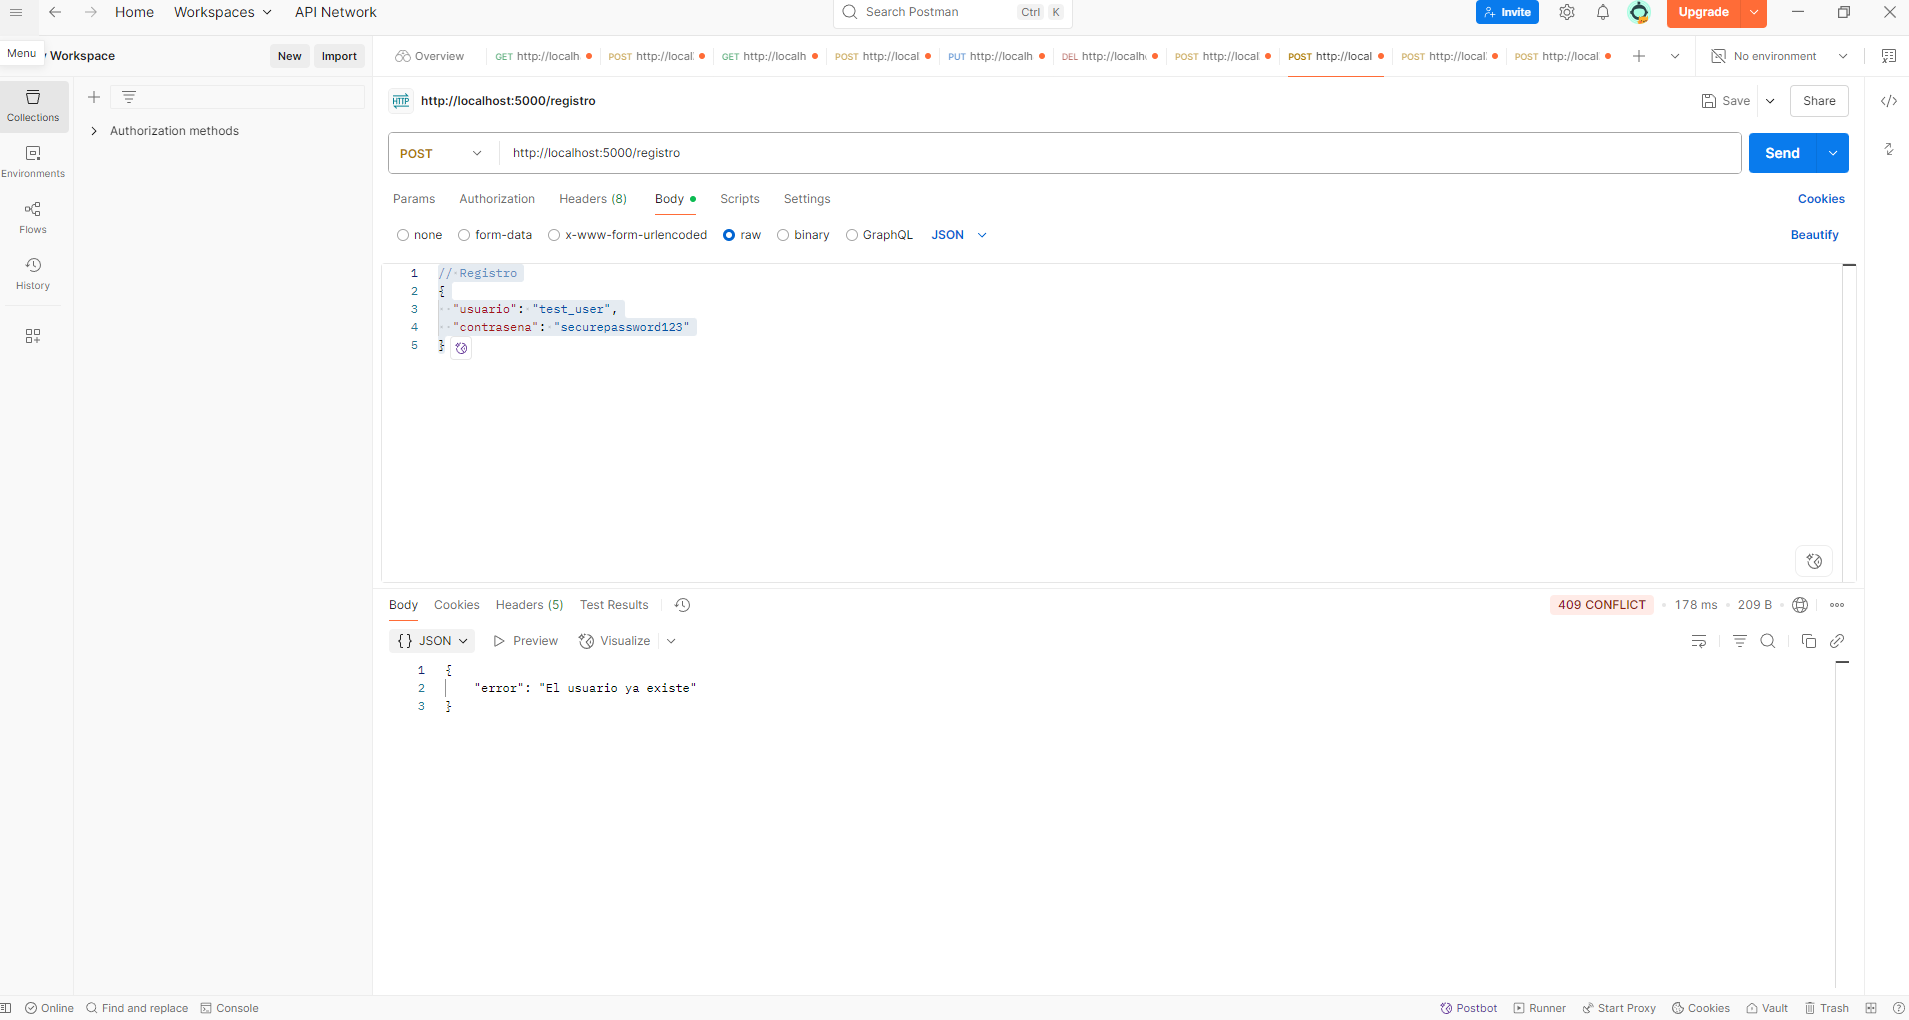 Home Workspaces API Network Search Postman Ctrl K Invite Upgrade
Menu Workspace New Import Overview GET http://localh POST http://local GET http://localh POST http://local PUT http://localh DEL http://localh POST http://local POST http://local POST http://local POST http://local No environment
HTTP http://localhost:5000/registro Save Share
Collections
Authorization methods
POST http://localhost:5000/registro Send
Environments
Params Authorization Headers (8) Body Scripts Settings Cookies
Flows
none form-data x-www-form-urlencoded raw binary GraphQL JSON Beautify
History
1 // Registro
2 {
3 "usuario": "test_user",
4 "contrasena": "securepassword123"
5 }
Body Cookies Headers (5) Test Results 409 CONFLICT • 178 ms • 209 B
{} JSON Preview Visualize
1 {
2 "error": "El usuario ya existe"
3 }
Online Find and replace Console Postbot Runner Start Proxy Cookies Vault Trash